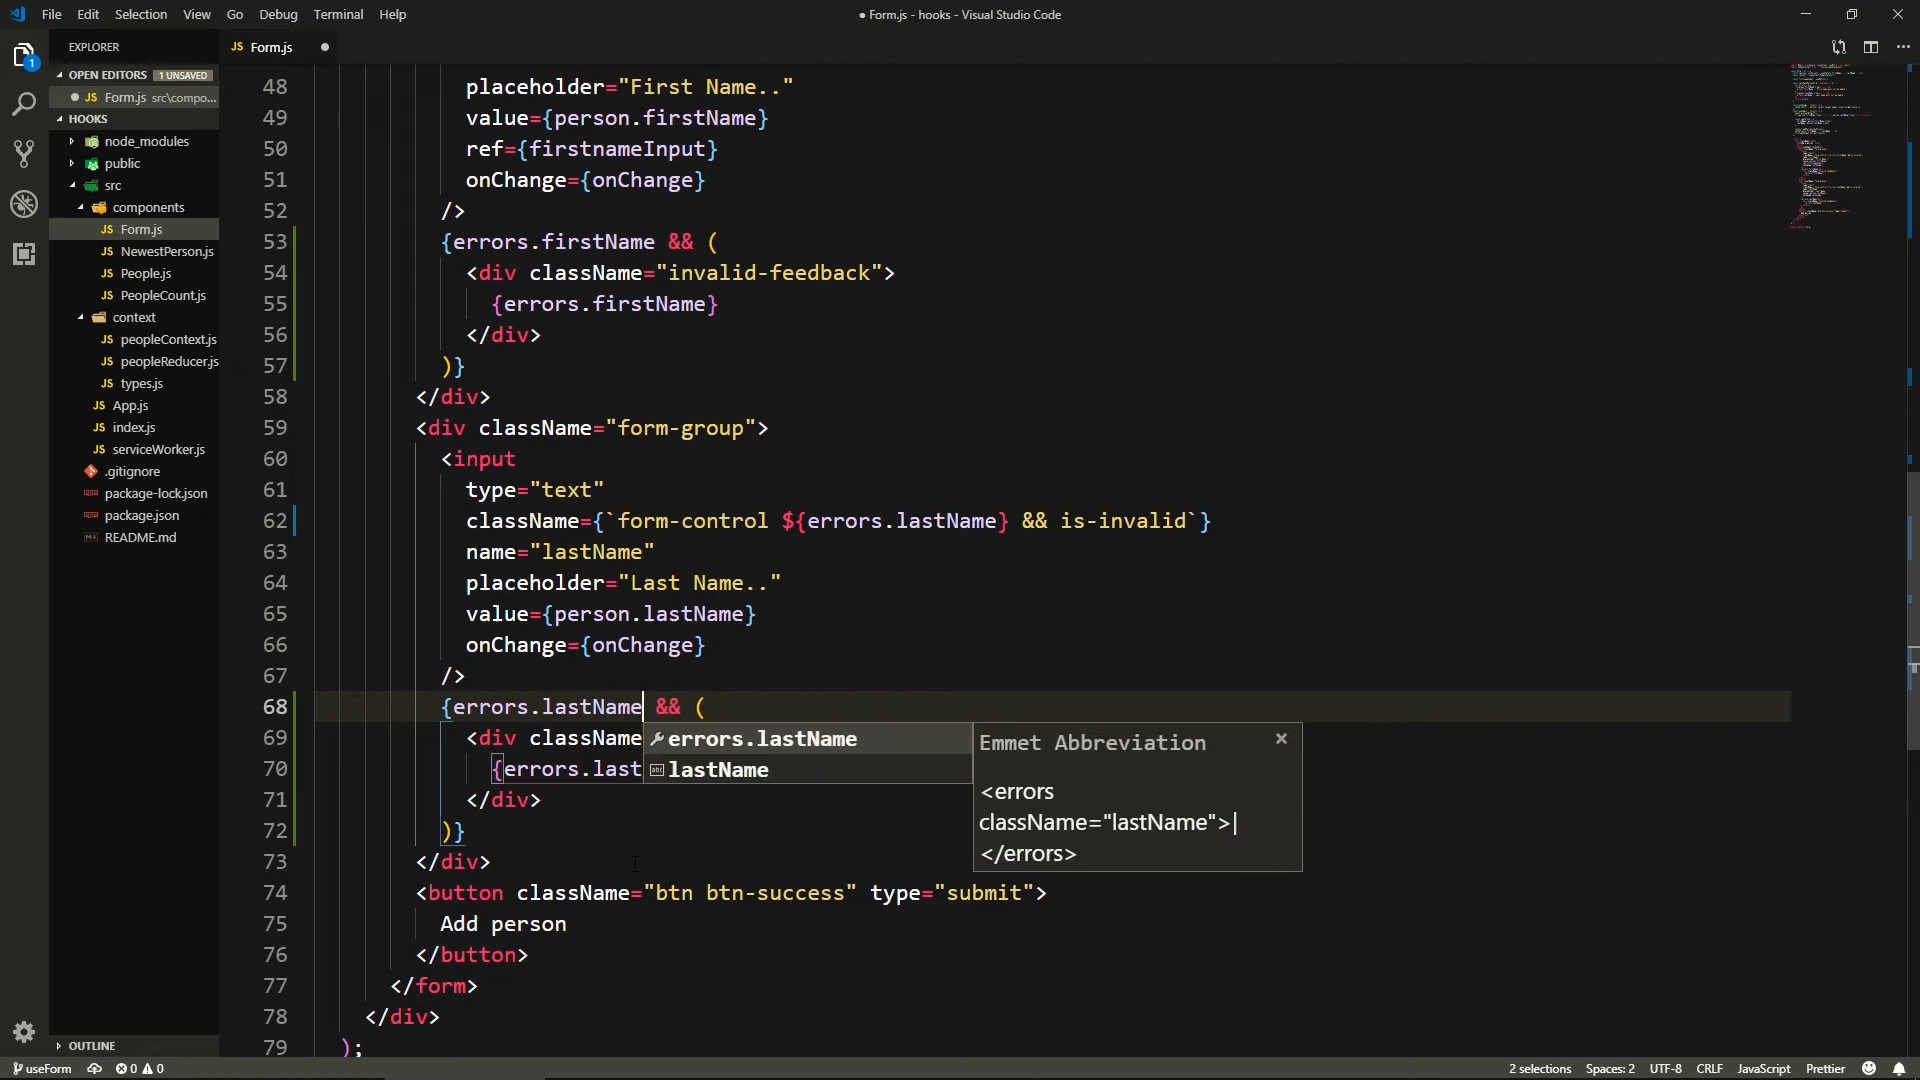 File Edit Selection View Go Debug Terminal Help
● Form.js - hooks - Visual Studio Code
EXPLORER
JS Form.js
1
OPEN EDITORS 1 UNSAVED
JS Form.js src\compo...
HOOKS
node_modules
public
src
components
JS Form.js
JS NewestPerson.js
JS People.js
JS PeopleCount.js
context
JS peopleContext.js
JS peopleReducer.js
JS types.js
JS App.js
JS index.js
JS serviceWorker.js
.gitignore
package-lock.json
package.json
README.md
OUTLINE
48 placeholder="First Name.."
49 value={person.firstName}
50 ref={firstnameInput}
51 onChange={onChange}
52 />
53 {errors.firstName && (
54 <div className="invalid-feedback">
55 {errors.firstName}
56 </div>
57 )}
58 </div>
59 <div className="form-group">
60 <input
61 type="text"
62 className={`form-control ${errors.lastName} && is-invalid`}
63 name="lastName"
64 placeholder="Last Name.."
65 value={person.lastName}
66 onChange={onChange}
67 />
68 {errors.lastName && (
69 <div className
70 {errors.last
71 </div>
72 )}
73 </div>
74 <button className="btn btn-success" type="submit">
75 Add person
76 </button>
77 </form>
78 </div>
79 );
errors.lastName
lastName
Emmet Abbreviation
<errors
className="lastName">|
</errors>
useForm
0 0
2 selections Spaces: 2 UTF-8 CRLF JavaScript Prettier